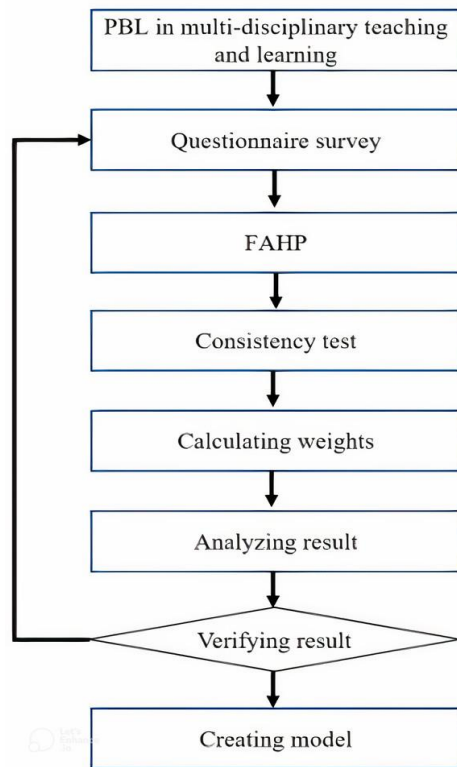 PBL in multi-disciplinary teaching
and learning
Questionnaire survey
FAHP
Consistency test
Calculating weights
Analyzing result
Verifying result
Creating model